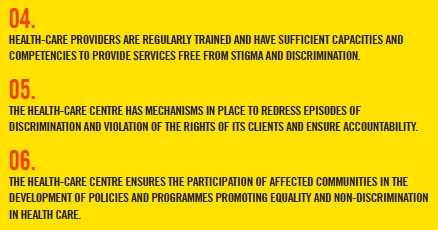 04.
HEALTH-CARE PROVIDERS ARE REGULARLY TRAINED AND HAVE SUFFICIENT CAPACITIES AND
COMPETENCIES TO PROVIDE SERVICES FREE FROM STIGMA AND DISCRIMINATION.
05.
THE HEALTH-CARE CENTRE HAS MECHANISMS IN PLACE TO REDRESS EPISODES OF
DISCRIMINATION AND VIOLATION OF THE RIGHTS OF ITS CLIENTS AND ENSURE ACCOUNTABILITY.
06.
THE HEALTH-CARE CENTRE ENSURES THE PARTICIPATION OF AFFECTED COMMUNITIES IN THE
DEVELOPMENT OF POLICIES AND PROGRAMMES PROMOTING EQUALITY AND NON-DISCRIMINATION
IN HEALTH CARE.